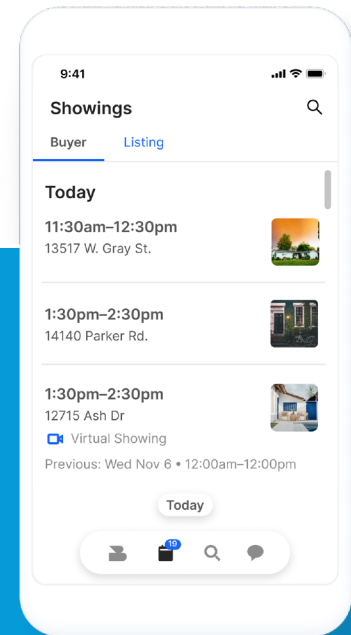 9:41
Showings
Buyer Listing
Today
11:30am–12:30pm
13517 W. Gray St.
1:30pm–2:30pm
14140 Parker Rd.
1:30pm–2:30pm
12715 Ash Dr
Virtual Showing
Previous: Wed Nov 6 • 12:00am–12:00pm
Today
19